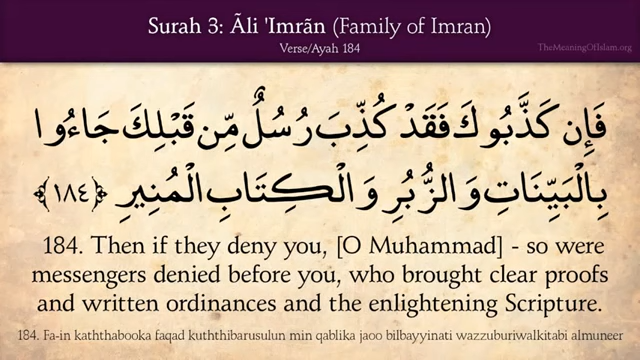 Surah 3: Ãli 'Imrãn (Family of Imran)
Verse/Ayah 184
TheMeaningOfIslam.org
فَإِن كَذَّبُوكَ فَقَدْ كُذِّبَ رُسُلٌ مِّن قَبْلِكَ جَاءُوا
بِالْبَيِّنَاتِ وَالزُّبُرِ وَالْكِتَابِ الْمُنِيرِ ﴿١٨٤﴾
184. Then if they deny you, [O Muhammad] - so were
messengers denied before you, who brought clear proofs
and written ordinances and the enlightening Scripture.
184. Fa-in kaththabooka faqad kuththibarusulun min qablika jaoo bilbayyinati wazzuburiwalkitabi almuneer